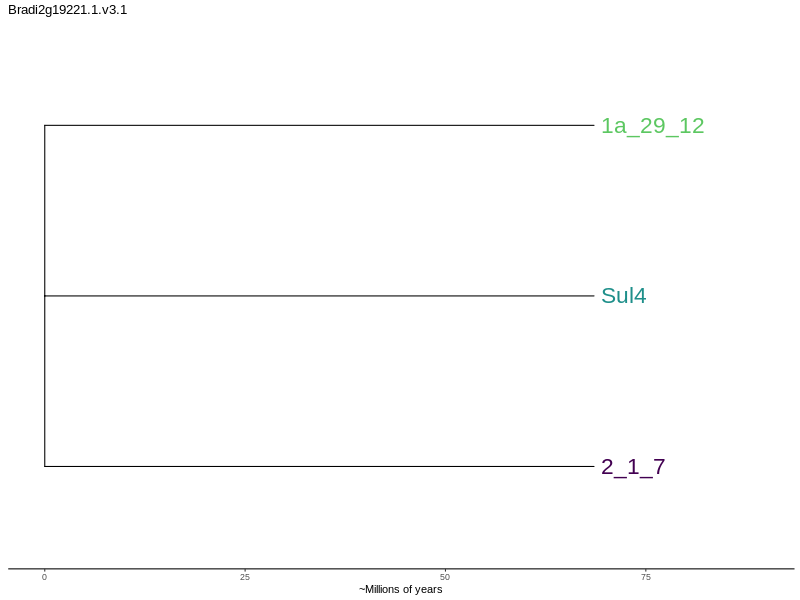 Bradi2g19221.1.v3.1
1a_29_12
Sul4
2_1_7
0 25 50 75
~Millions of years